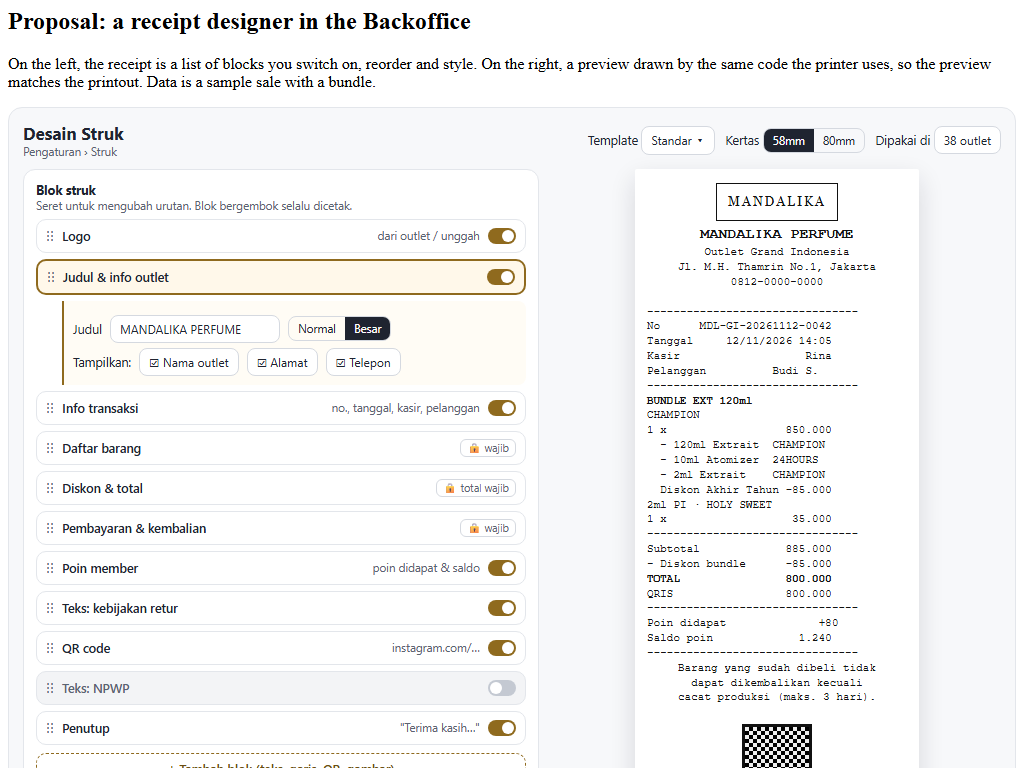 Proposal: a receipt designer in the Backoffice
On the left, the receipt is a list of blocks you switch on, reorder and style. On the right, a preview drawn by the same code the printer uses, so the preview
matches the printout. Data is a sample sale with a bundle.
Desain Struk
Pengaturan › Struk
Template Standar ▾ Kertas 58mm 80mm Dipakai di 38 outlet
Blok struk
Seret untuk mengubah urutan. Blok bergembok selalu dicetak.
Logo dari outlet / unggah
Judul & info outlet
Judul MANDALIKA PERFUME Normal Besar
Tampilkan: ☑ Nama outlet ☑ Alamat ☑ Telepon
Info transaksi no., tanggal, kasir, pelanggan
Daftar barang 🔒 wajib
Diskon & total 🔒 total wajib
Pembayaran & kembalian 🔒 wajib
Poin member poin didapat & saldo
Teks: kebijakan retur
QR code instagram.com/...
Teks: NPWP
Penutup "Terima kasih..."
+ Tambah blok (teks, garis, QR, gambar)
MANDALIKA
MANDALIKA PERFUME
Outlet Grand Indonesia
Jl. M.H. Thamrin No.1, Jakarta
0812-0000-0000
--------------------------------
No MDL-GI-20261112-0042
Tanggal 12/11/2026 14:05
Kasir Rina
Pelanggan Budi S.
--------------------------------
BUNDLE EXT 120ml
CHAMPION
1 x 850.000
- 120ml Extrait CHAMPION
- 10ml Atomizer 24HOURS
- 2ml Extrait CHAMPION
Diskon Akhir Tahun -85.000
2ml PI · HOLY SWEET
1 x 35.000
--------------------------------
Subtotal 885.000
- Diskon bundle -85.000
TOTAL 800.000
QRIS 800.000
--------------------------------
Poin didapat +80
Saldo poin 1.240
--------------------------------
Barang yang sudah dibeli tidak
dapat dikembalikan kecuali
cacat produksi (maks. 3 hari).